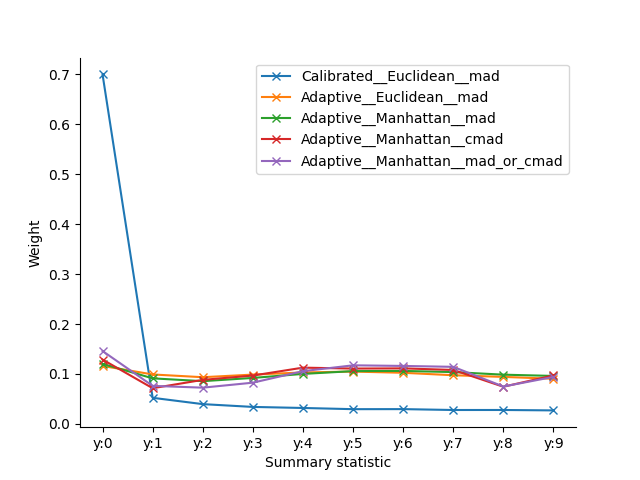 Calibrated__Euclidean__mad
Adaptive__Euclidean__mad
Adaptive__Manhattan__mad
Adaptive__Manhattan__cmad
Adaptive__Manhattan__mad_or_cmad
Weight
0.7
0.6
0.5
0.4
0.3
0.2
0.1
0.0
y:0 y:1 y:2 y:3 y:4 y:5 y:6 y:7 y:8 y:9
Summary statistic